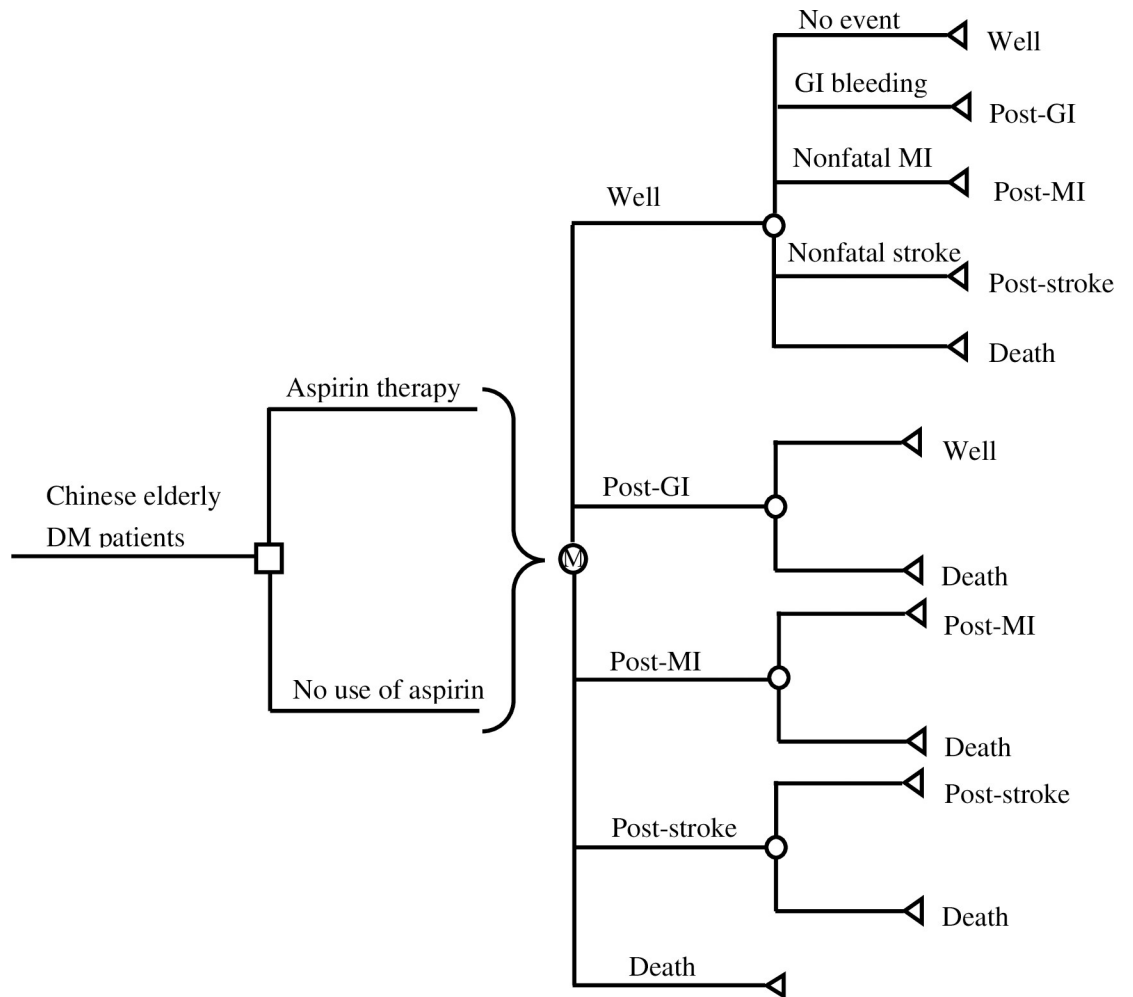 No event
Well
GI bleeding
Post-GI
Nonfatal MI
Post-MI
Well
Nonfatal stroke
Post-stroke
Death
Aspirin therapy
Well
Chinese elderly
DM patients
Post-GI
M
Death
Post-MI
Post-MI
No use of aspirin
Death
Post-stroke
Post-stroke
Death
Death